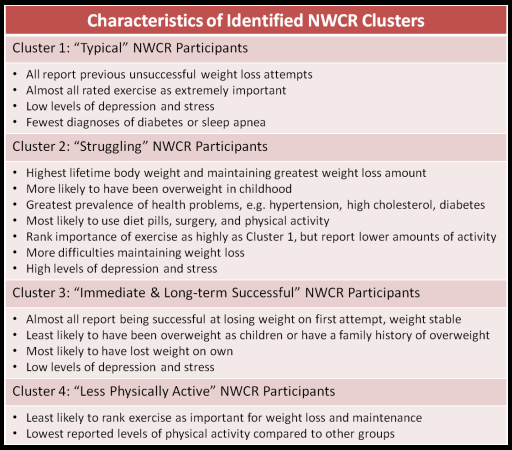 Characteristics of Identified NWCR Clusters
Cluster 1: “Typical” NWCR Participants
• All report previous unsuccessful weight loss attempts
• Almost all rated exercise as extremely important
• Low levels of depression and stress
• Fewest diagnoses of diabetes or sleep apnea
Cluster 2: “Struggling” NWCR Participants
• Highest lifetime body weight and maintaining greatest weight loss amount
• More likely to have been overweight in childhood
• Greatest prevalence of health problems, e.g. hypertension, high cholesterol, diabetes
• Most likely to use diet pills, surgery, and physical activity
• Rank importance of exercise as highly as Cluster 1, but report lower amounts of activity
• More difficulties maintaining weight loss
• High levels of depression and stress
Cluster 3: “Immediate & Long-term Successful” NWCR Participants
• Almost all report being successful at losing weight on first attempt, weight stable
• Least likely to have been overweight as children or have a family history of overweight
• Most likely to have lost weight on own
• Low levels of depression and stress
Cluster 4: “Less Physically Active” NWCR Participants
• Least likely to rank exercise as important for weight loss and maintenance
• Lowest reported levels of physical activity compared to other groups